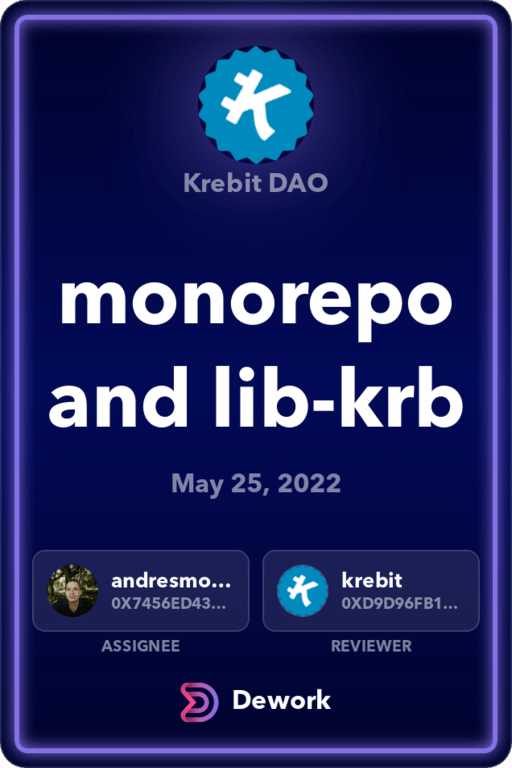 Krebit DAO
monorepo
and lib-krb
May 25, 2022
andresmo...
0X7456ED43...
ASSIGNEE
krebit
0XD9D96FB1...
REVIEWER
Dework